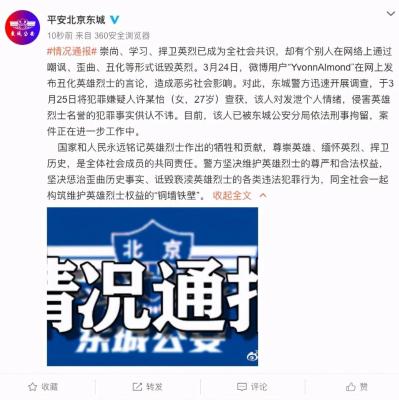 平安北京东城
10秒前 来自 360安全浏览器
#情况通报# 崇尚、学习、捍卫英烈已成为全社会共识,却有个别人在网络上通过
嘲讽、歪曲、丑化等形式诋毁英烈。3月24日,微博用户“YvonnAlmond”在网上发
布丑化英雄烈士的言论,造成恶劣社会影响。对此,东城警方迅速开展调查,于3
月25日将犯罪嫌疑人许某怡(女,27岁)查获,该人对发泄个人情绪,侵害英雄
烈士名誉的犯罪事实供认不讳。目前,该人已被东城公安分局依法刑事拘留,案
件正在进一步工作中。
国家和人民永远铭记英雄烈士作出的牺牲和贡献,尊崇英雄、缅怀英烈、捍卫
历史,是全体社会成员的共同责任。警方坚决维护英雄烈士的尊严和合法权益,
坚决惩治歪曲历史事实、诋毁亵渎英雄烈士的各类违法犯罪行为,同全社会一起
构筑维护英雄烈士权益的“铜墙铁壁”。 收起全文
北京
情况通报
东城公安
收藏
转发
评论
赞